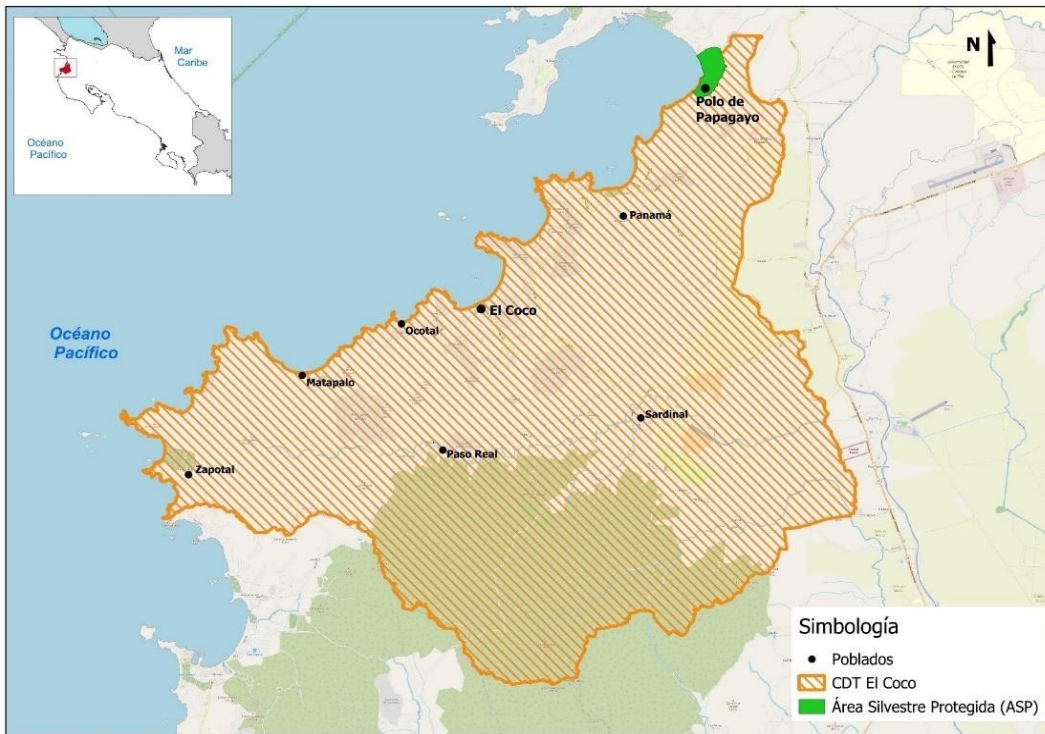 Mar
Caribe
Océano
Pacífico
N
Polo de
Papagayo
Panamá
El Coco
Ocotal
Océano
Pacífico
Matapalo
Sardinal
Paso Real
Zapotal
Simbología
Poblados
CDT El Coco
Área Silvestre Protegida (ASP)